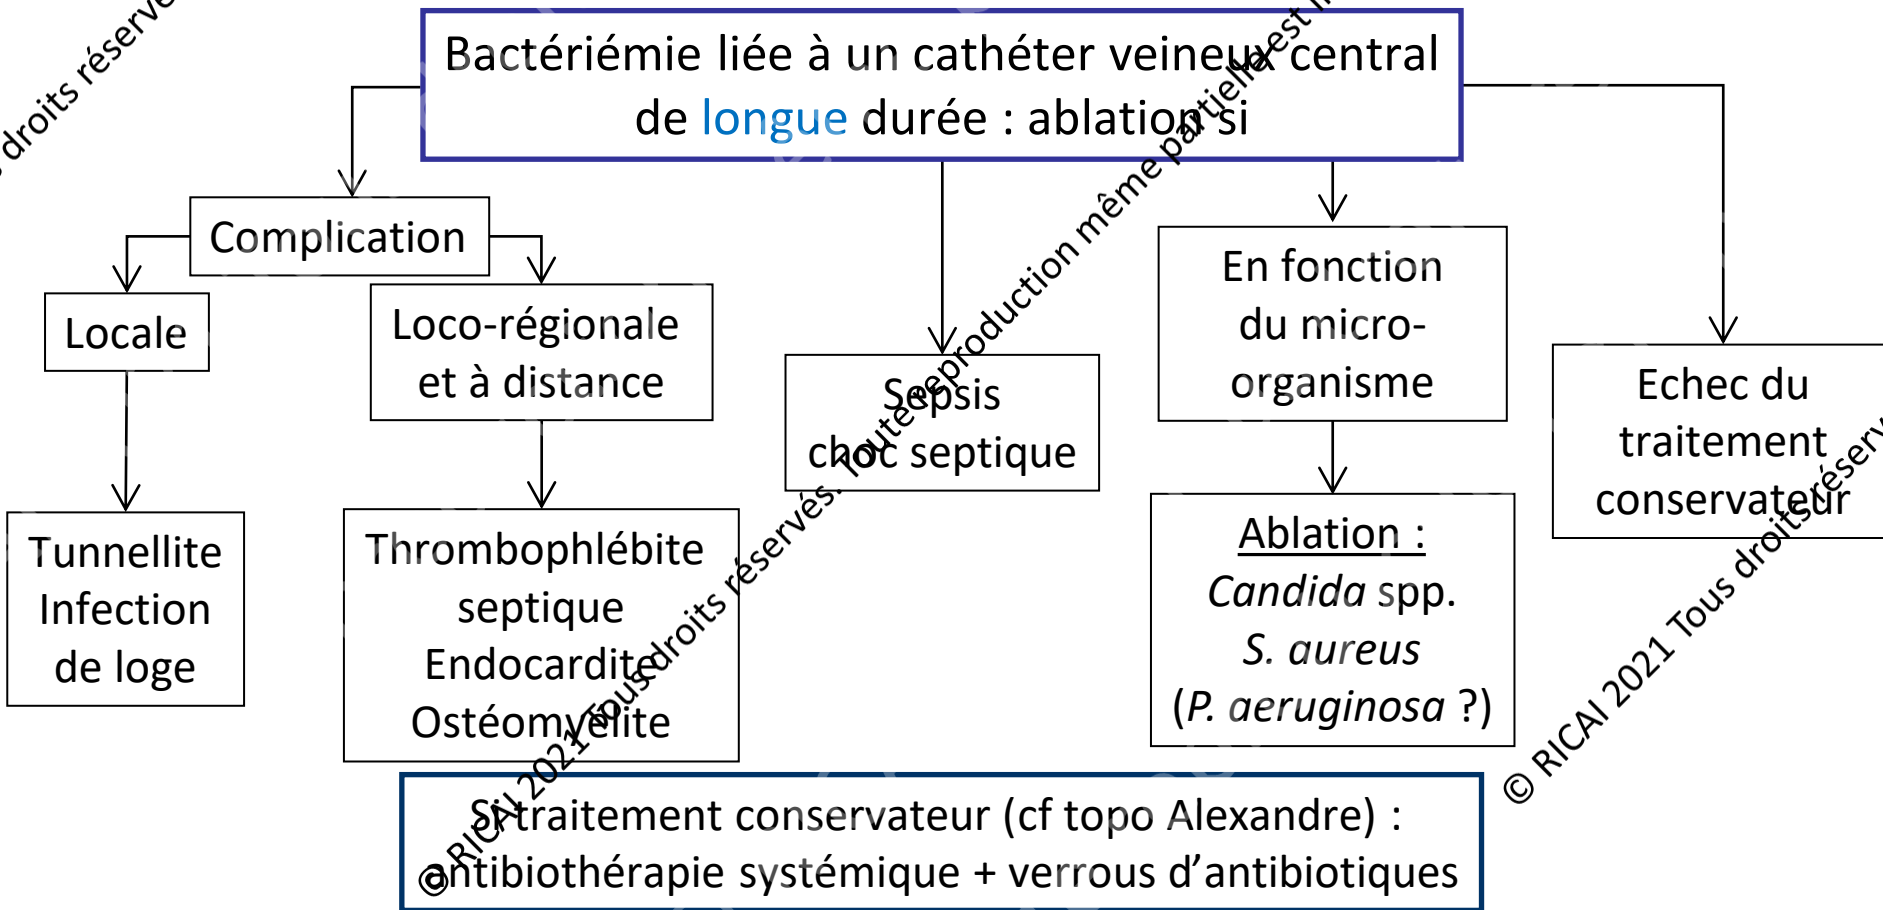 Bactériémie liée à un cathéter veineux central
de longue durée : ablation si
Complication
Locale
Loco-régionale
et à distance
Sepsis
choc septique
En fonction
du micro-
organisme
Echec du
traitement
conservateur
Tunnellite
Infection
de loge
Thrombophlébite
septique
Endocardite
Ostéomyélite
Ablation :
Candida spp.
S. aureus
(P. aeruginosa ?)
Si traitement conservateur (cf topo Alexandre) :
antibiothérapie systémique + verrous d'antibiotiques
droits réservé
© RICAI 2021 Tous droits réservés. Toute reproduction même partielle est
© RICAI 2021 Tous droits réserv